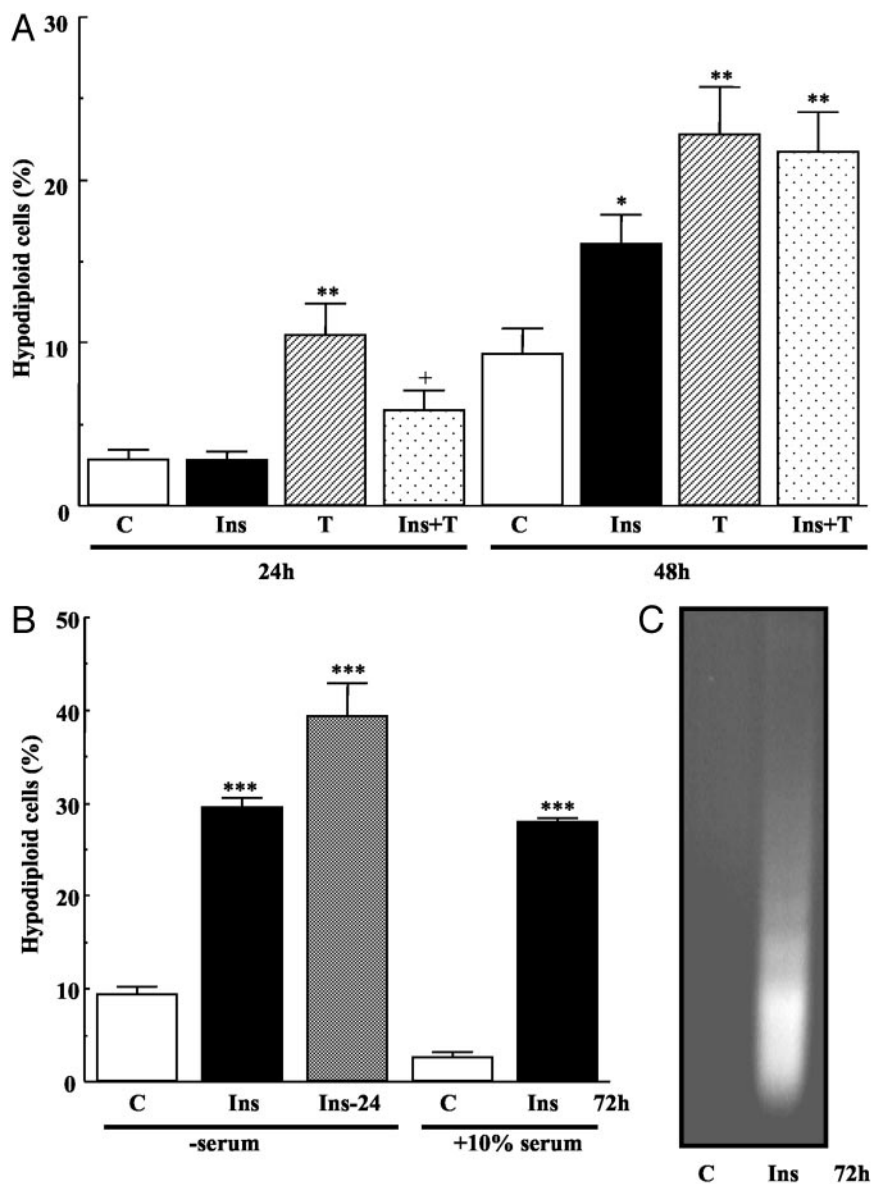 A
30
20
10
0
Hypodiploid cells (%)
**
+
*
**
**
C Ins T Ins+T C Ins T Ins+T
24h 48h
B
50
40
30
20
10
0
Hypodiploid cells (%)
***
***
***
C Ins Ins-24 C Ins 72h
-serum +10% serum
C
C Ins 72h